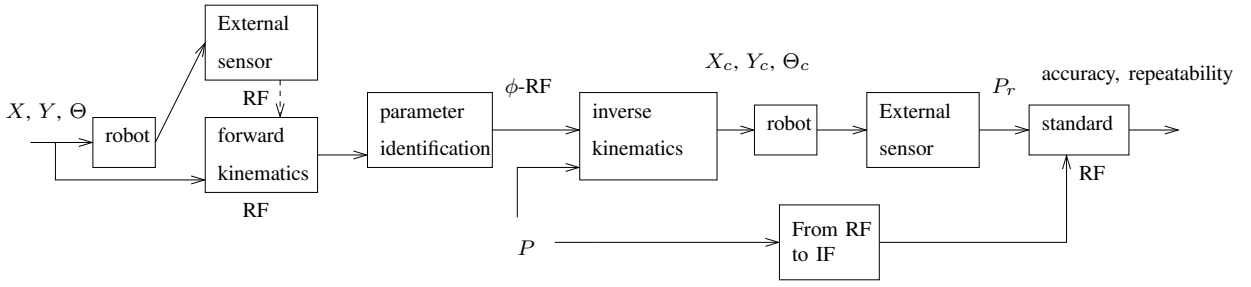 X, Y, Θ
robot
External
sensor
RF
forward
kinematics
RF
parameter
identification
ϕ-RF
inverse
kinematics
P
X_c, Y_c, Θ_c
robot
External
sensor
P_r
accuracy, repeatability
standard
RF
From RF
to IF